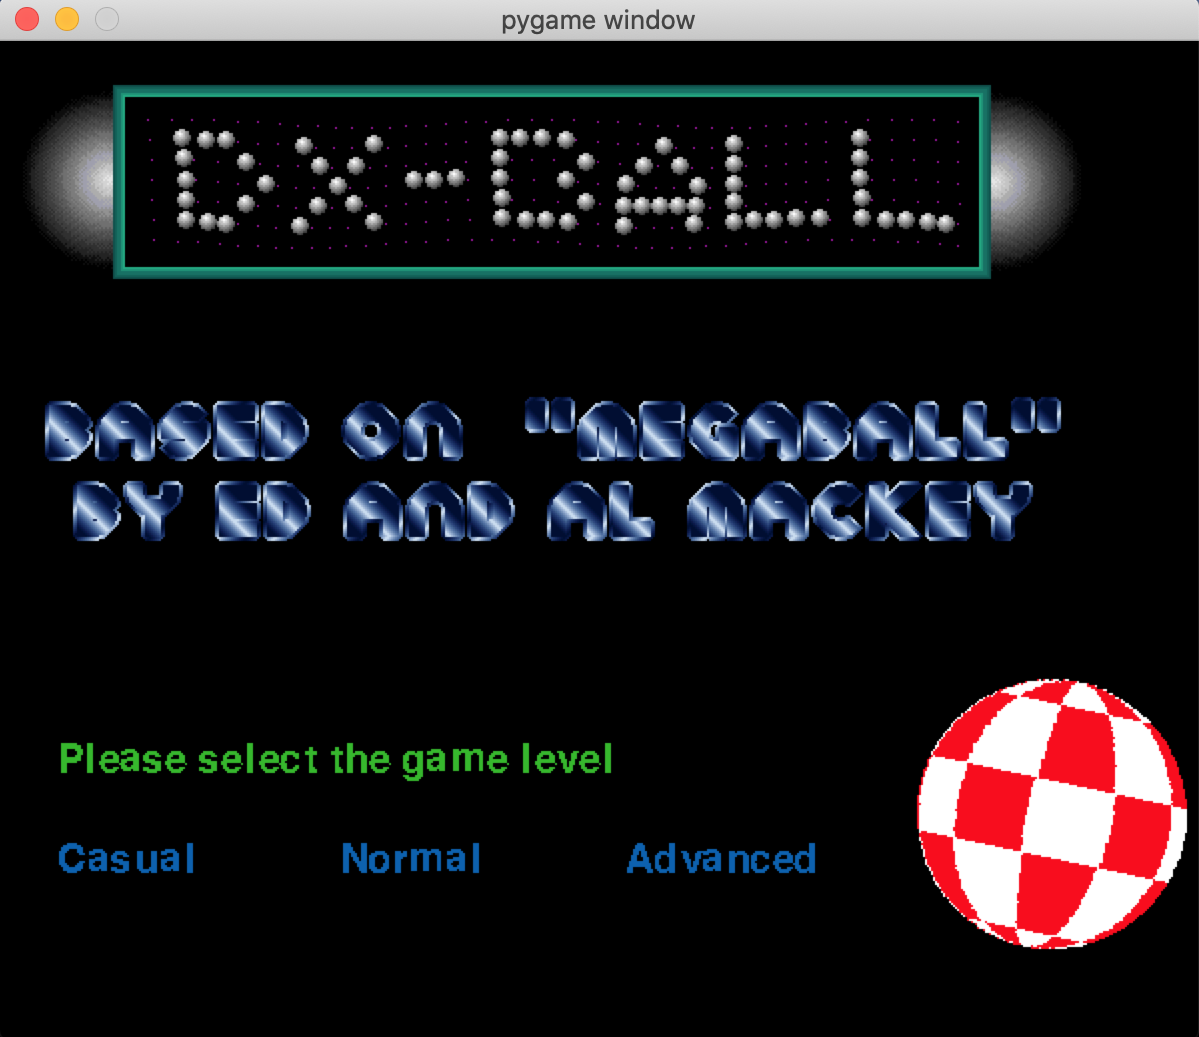 pygame window
DX-BALL
BASED ON "MEGABALL"
BY ED AND AL MACKEY
Please select the game level
Casual Normal Advanced